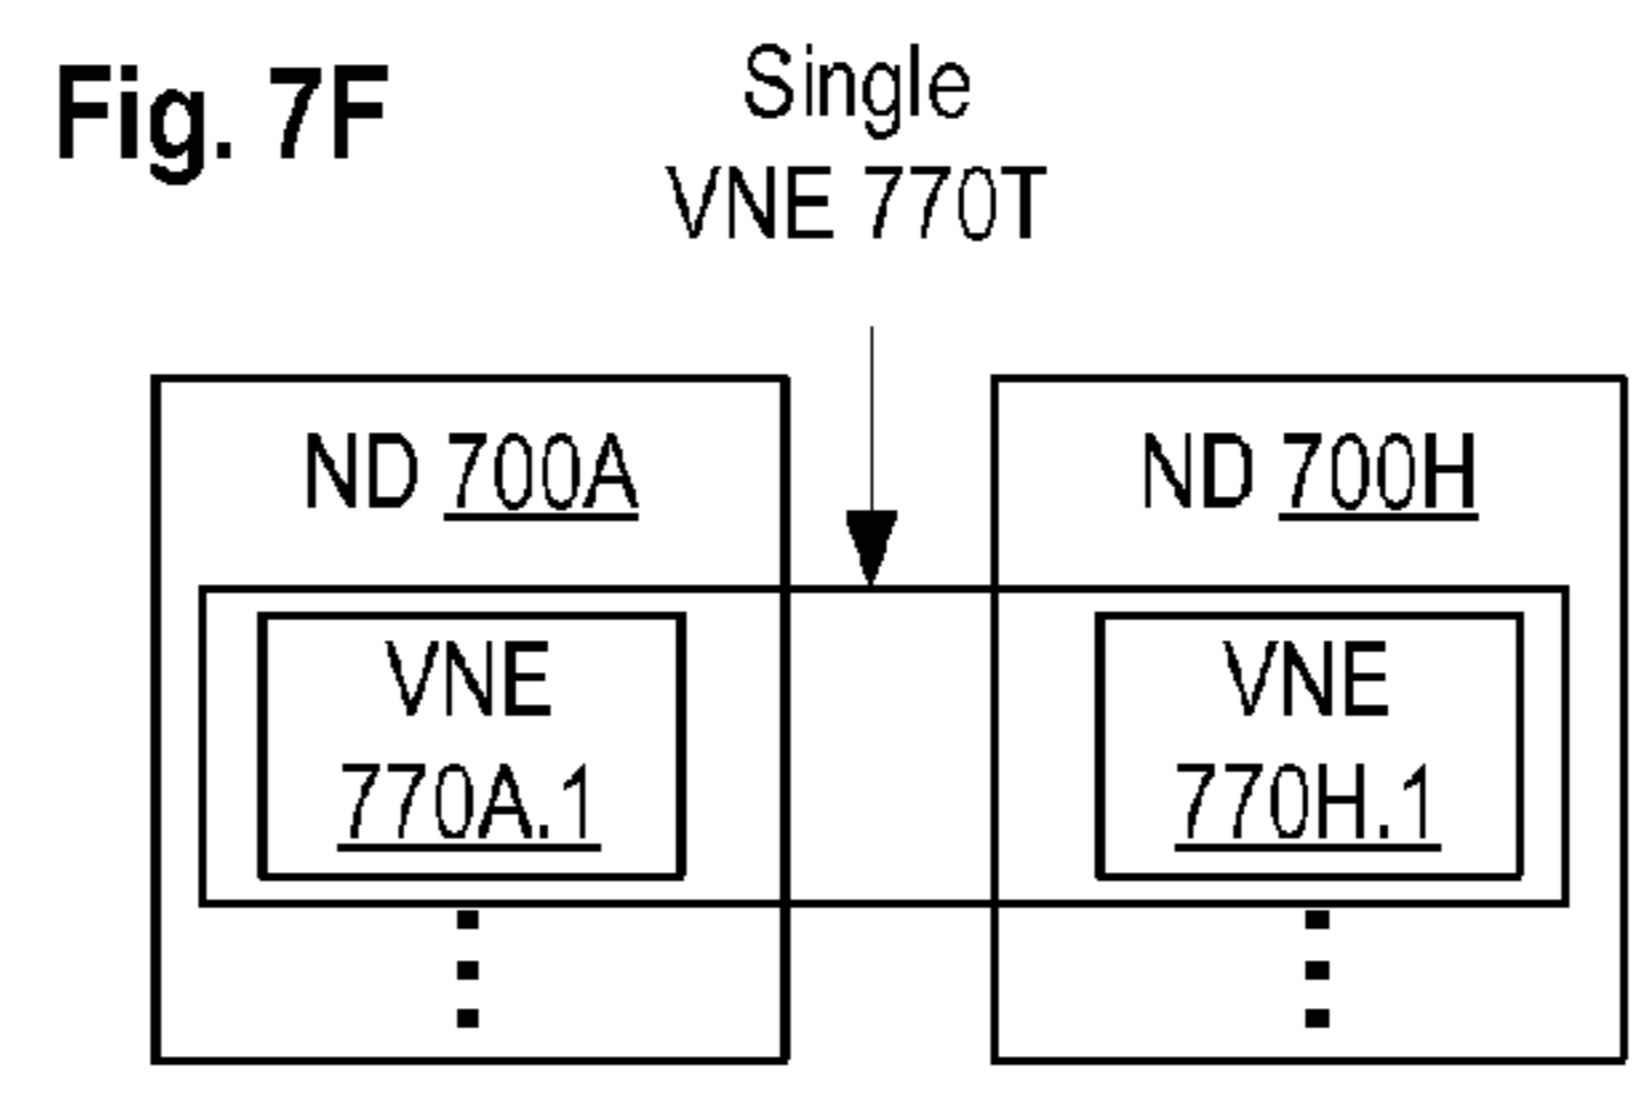 Fig. 7F
Single
VNE 770T
ND 700A
ND 700H
VNE
770A.1
VNE
770H.1